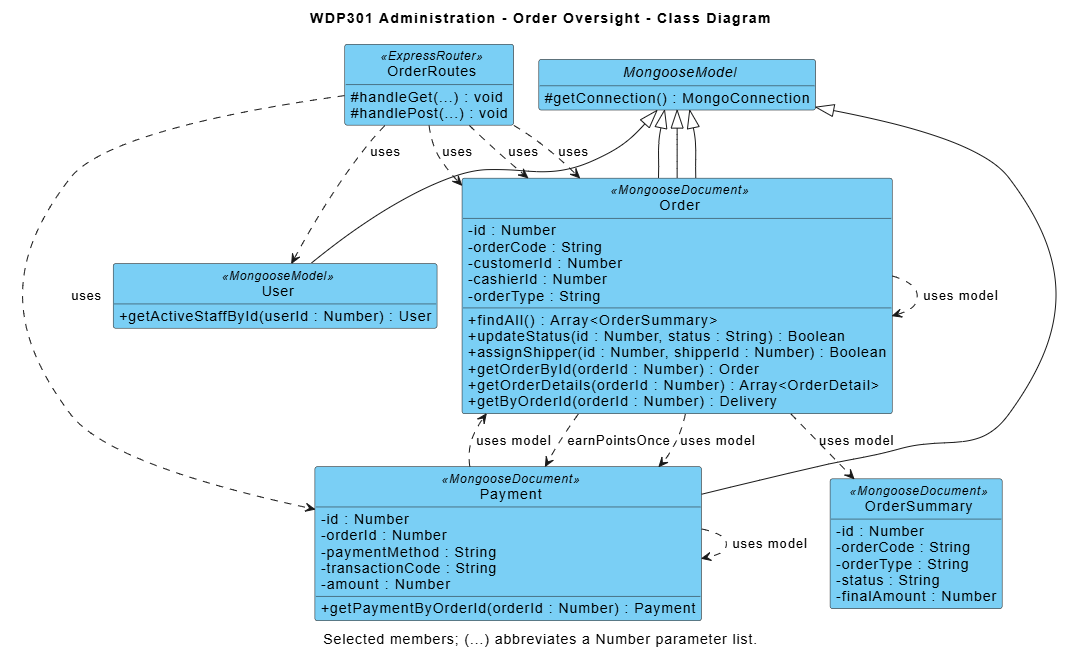 WDP301 Administration - Order Oversight - Class Diagram
«ExpressRouter»
OrderRoutes
#handleGet(...) : void
#handlePost(...) : void
MongooseModel
#getConnection() : MongoConnection
uses
uses
uses
uses
«MongooseDocument»
Order
-id : Number
-orderCode : String
-customerId : Number
-cashierId : Number
-orderType : String
+findAll() : Array<OrderSummary>
+updateStatus(id : Number, status : String) : Boolean
+assignShipper(id : Number, shipperId : Number) : Boolean
+getOrderById(orderId : Number) : Order
+getOrderDetails(orderId : Number) : Array<OrderDetail>
+getByOrderId(orderId : Number) : Delivery
uses
«MongooseModel»
User
+getActiveStaffById(userId : Number) : User
uses model
uses model
earnPointsOnce
uses model
uses model
«MongooseDocument»
Payment
-id : Number
-orderId : Number
-paymentMethod : String
-transactionCode : String
-amount : Number
+getPaymentByOrderId(orderId : Number) : Payment
uses model
«MongooseDocument»
OrderSummary
-id : Number
-orderCode : String
-orderType : String
-status : String
-finalAmount : Number
Selected members; (...) abbreviates a Number parameter list.